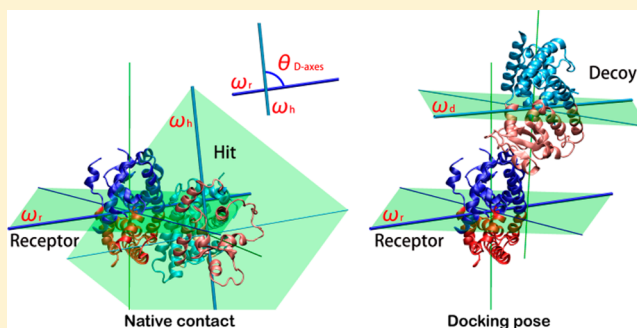 θ D-axes
ωr
ωh
ωh
Hit
ωr
Receptor
Native contact
Decoy
ωd
ωr
Receptor
Docking pose